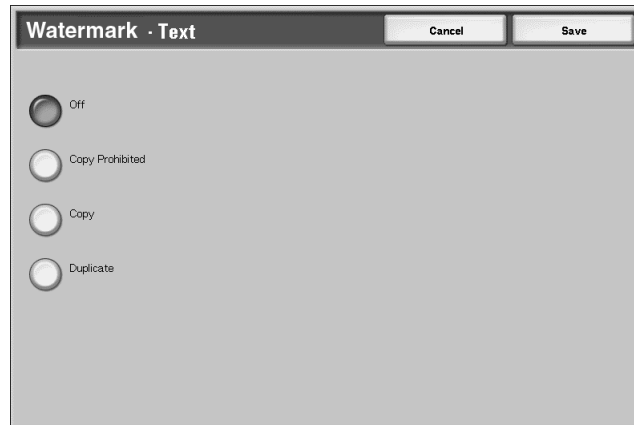 Watermark - Text
Cancel
Save
Off
Copy Prohibited
Copy
Duplicate